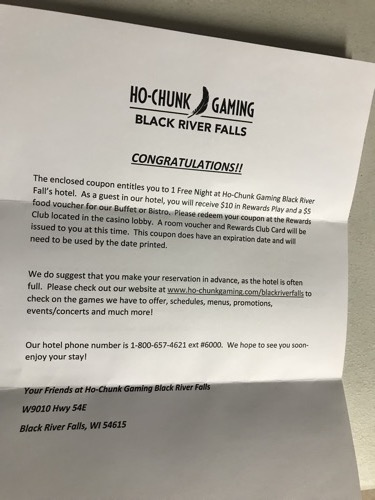 HO-CHUNK GAMING
BLACK RIVER FALLS
CONGRATULATIONS!!
The enclosed coupon entitles you to 1 Free Night at Ho-Chunk Gaming Black River
Fall's hotel. As a guest in our hotel, you will receive $10 in Rewards Play and a $5
food voucher for our Buffet or Bistro. Please redeem your coupon at the Rewards
Club located in the casino lobby. A room voucher and Rewards Club Card will be
issued to you at this time. This coupon does have an expiration date and will
need to be used by the date printed.
We do suggest that you make your reservation in advance, as the hotel is often
full. Please check out our website at www.ho-chunkgaming.com/blackriverfalls to
check on the games we have to offer, schedules, menus, promotions,
events/concerts and much more!
Our hotel phone number is 1-800-657-4621 ext #6000. We hope to see you soon-
enjoy your stay!
Your Friends at Ho-Chunk Gaming Black River Falls
W9010 Hwy 54E
Black River Falls, WI 54615